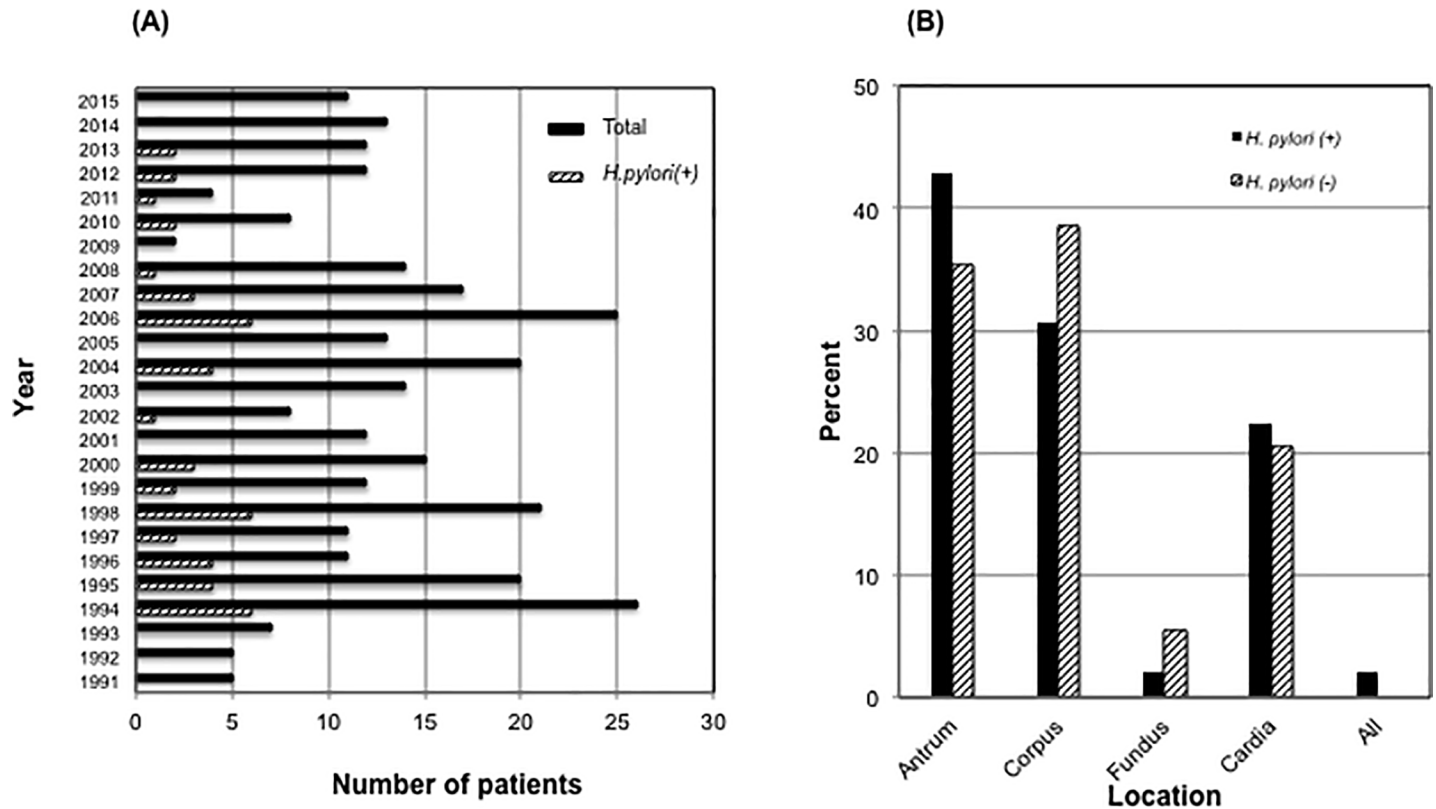 (A)
2015
2014
2013
2012
2011
2010
2009
2008
2007
2006
2005
2004
2003
2002
2001
2000
1999
1998
1997
1996
1995
1994
1993
1992
1991
Year
0 5 10 15 20 25 30
Number of patients
Total
H.pylori(+)
(B)
50
40
30
20
10
0
Percent
H. pylori (+)
H. pylori (-)
Antrum Corpus Fundus Cardia All
Location